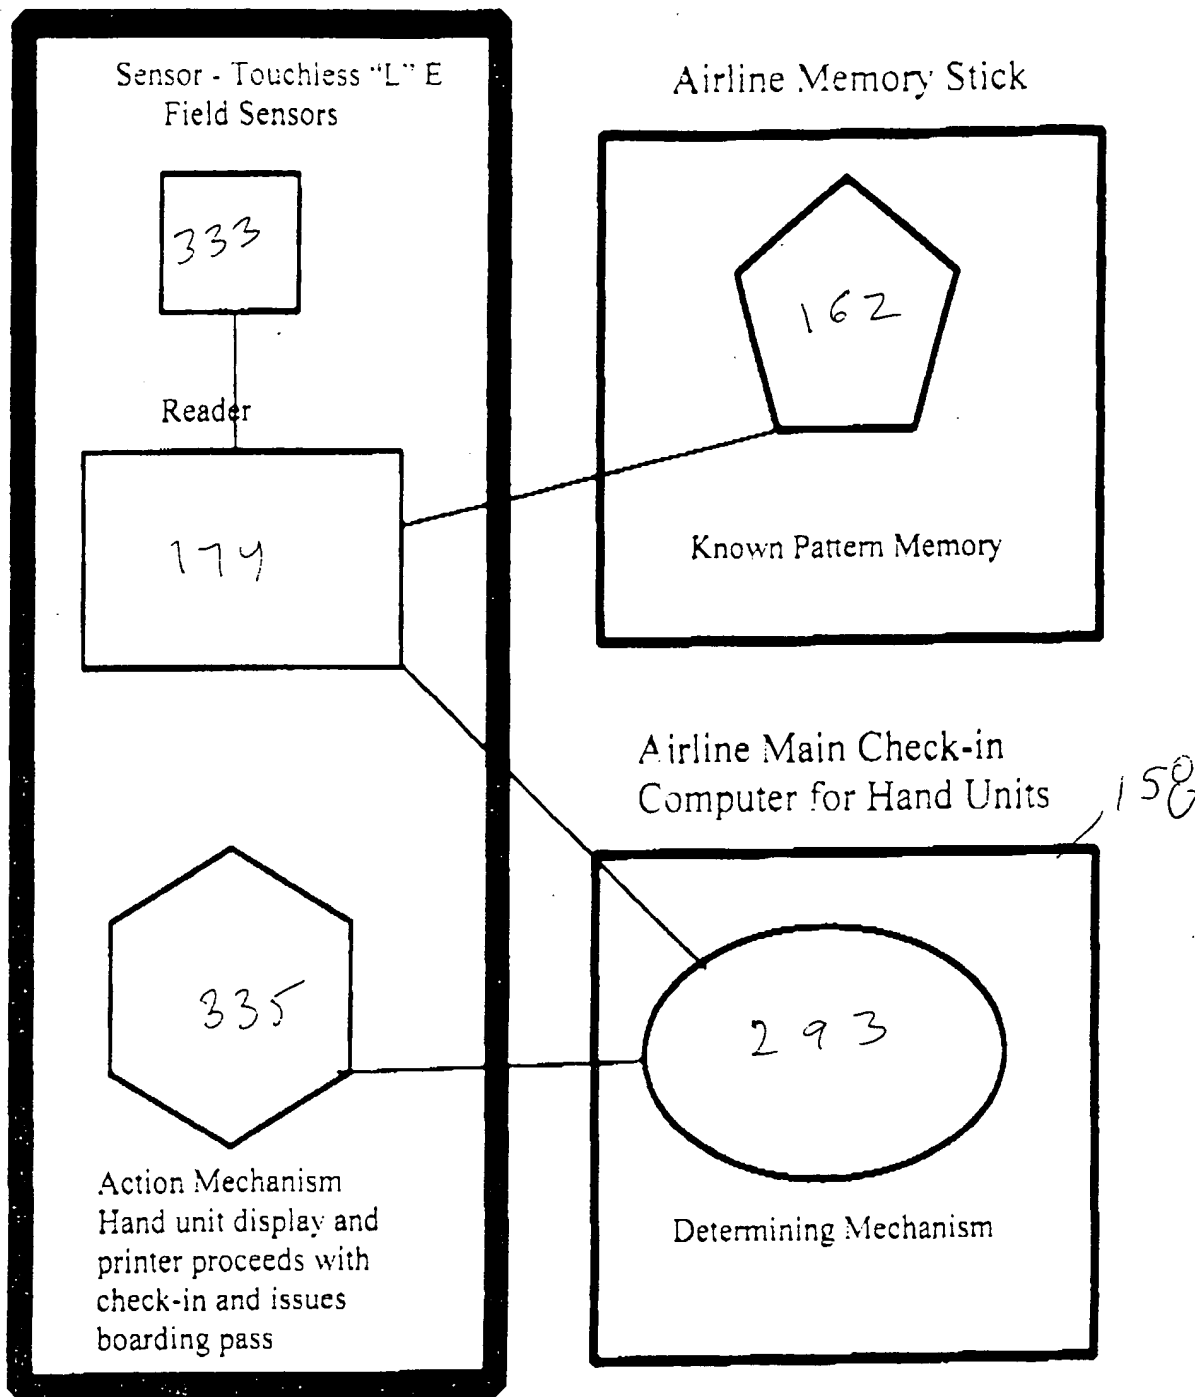 Sensor - Touchless “L” E
Field Sensors
333
Reader
174
335
Action Mechanism
Hand unit display and
printer proceeds with
check-in and issues
boarding pass
Airline Memory Stick
162
Known Pattern Memory
Airline Main Check-in
Computer for Hand Units
158
293
Determining Mechanism